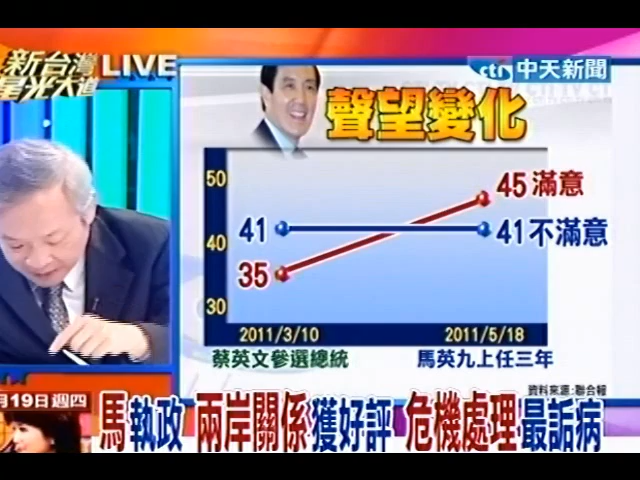 新台灣
星光大道
LIVE
ctn 中天新聞
聲望變化
50
40
30
41
35
45 滿意
41 不滿意
2011/3/10 2011/5/18
蔡英文參選總統 馬英九上任三年
資料來源:聯合報
月19日週四
馬執政 兩岸關係獲好評 危機處理最詬病